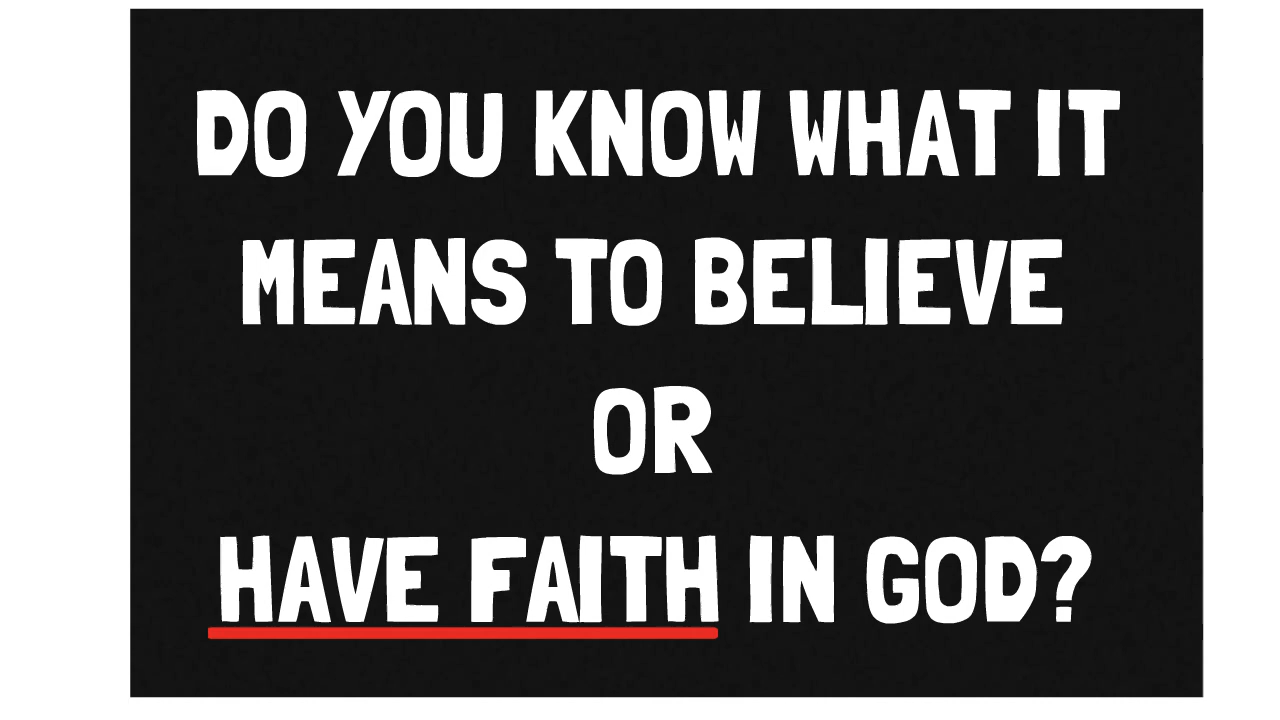 DO YOU KNOW WHAT IT
MEANS TO BELIEVE
OR
HAVE FAITH IN GOD?